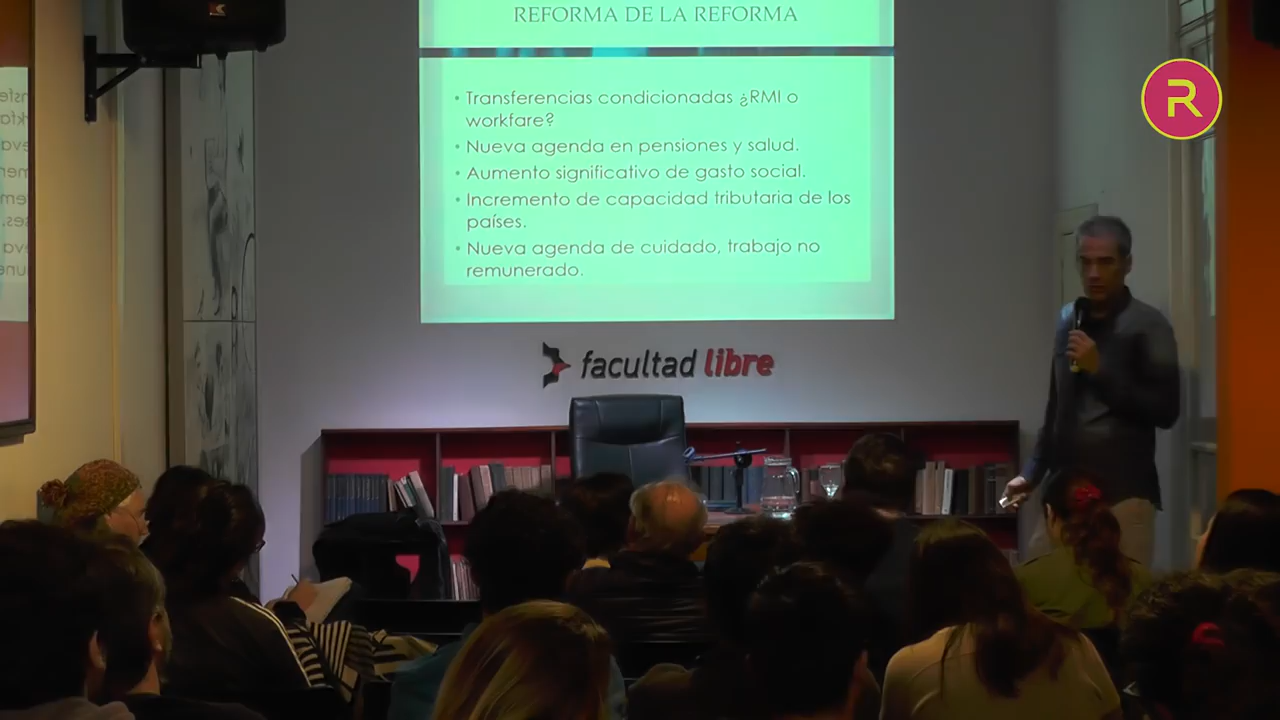 REFORMA DE LA REFORMA
• Transferencias condicionadas ¿RMI o
workfare?
• Nueva agenda en pensiones y salud.
• Aumento significativo de gasto social.
• Incremento de capacidad tributaria de los
países.
• Nueva agenda de cuidado, trabajo no
remunerado.
facultad libre
R